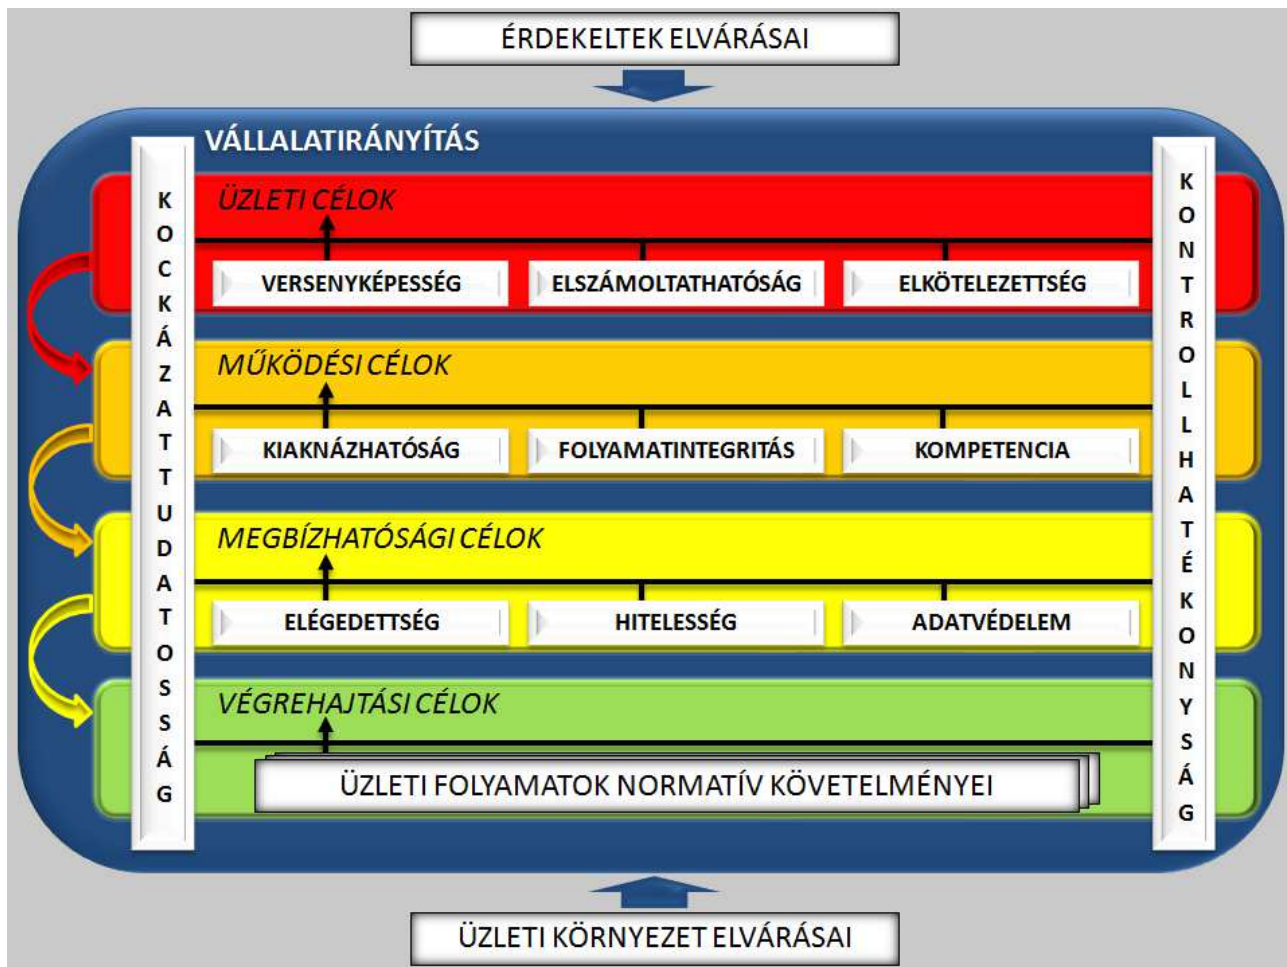 ÉRDEKELTEK ELVÁRÁSAI
VÁLLALATIRÁNYÍTÁS
KOCKÁZATTUDATOSSÁG
ÜZLETI CÉLOK
VERSENYKÉPESSÉG
ELSZÁMOLTATHATÓSÁG
ELKÖTELEZETTSÉG
MŰKÖDÉSI CÉLOK
KIAKNÁZHATÓSÁG
FOLYAMATINTEGRITÁS
KOMPETENCIA
MEGBÍZHATÓSÁGI CÉLOK
ELÉGEDETTSÉG
HITELESSÉG
ADATVÉDELEM
VÉGREHAJTÁSI CÉLOK
ÜZLETI FOLYAMATOK NORMATÍV KÖVETELMÉNYEI
KONTROLLHATÉKONYSÁG
ÜZLETI KÖRNYEZET ELVÁRÁSAI